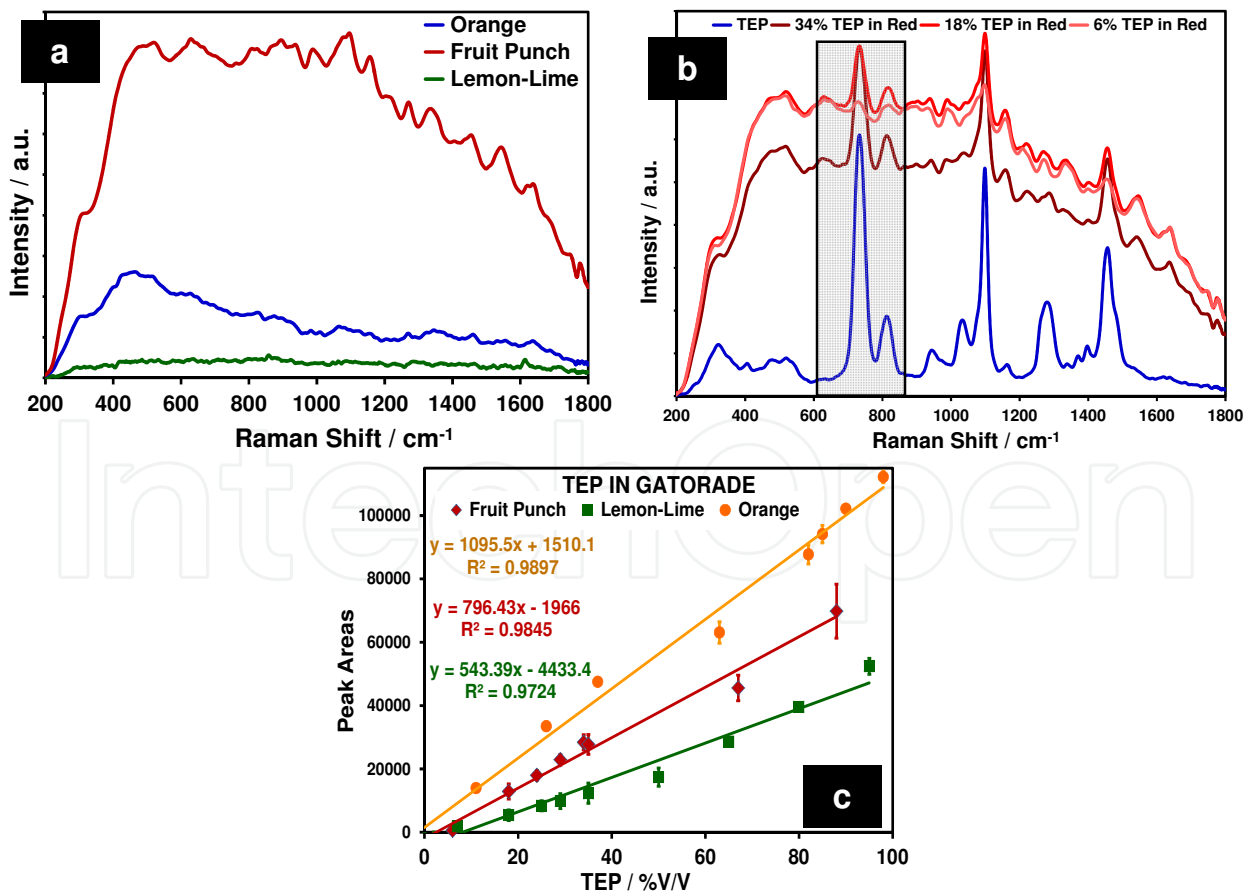 a
Orange
Fruit Punch
Lemon-Lime
Intensity / a.u.
200 400 600 800 1000 1200 1400 1600 1800
Raman Shift / cm⁻¹
b
TEP 34% TEP in Red 18% TEP in Red 6% TEP in Red
Intensity / a.u.
200 400 600 800 1000 1200 1400 1600 1800
Raman Shift / cm⁻¹
TEP IN GATORADE
Fruit Punch Lemon-Lime Orange
y = 1095.5x + 1510.1
R² = 0.9897
y = 796.43x - 1966
R² = 0.9845
y = 543.39x - 4433.4
R² = 0.9724
Peak Areas
100000
80000
60000
40000
20000
0
0 20 40 60 80 100
TEP / %V/V
c
IntechOpen